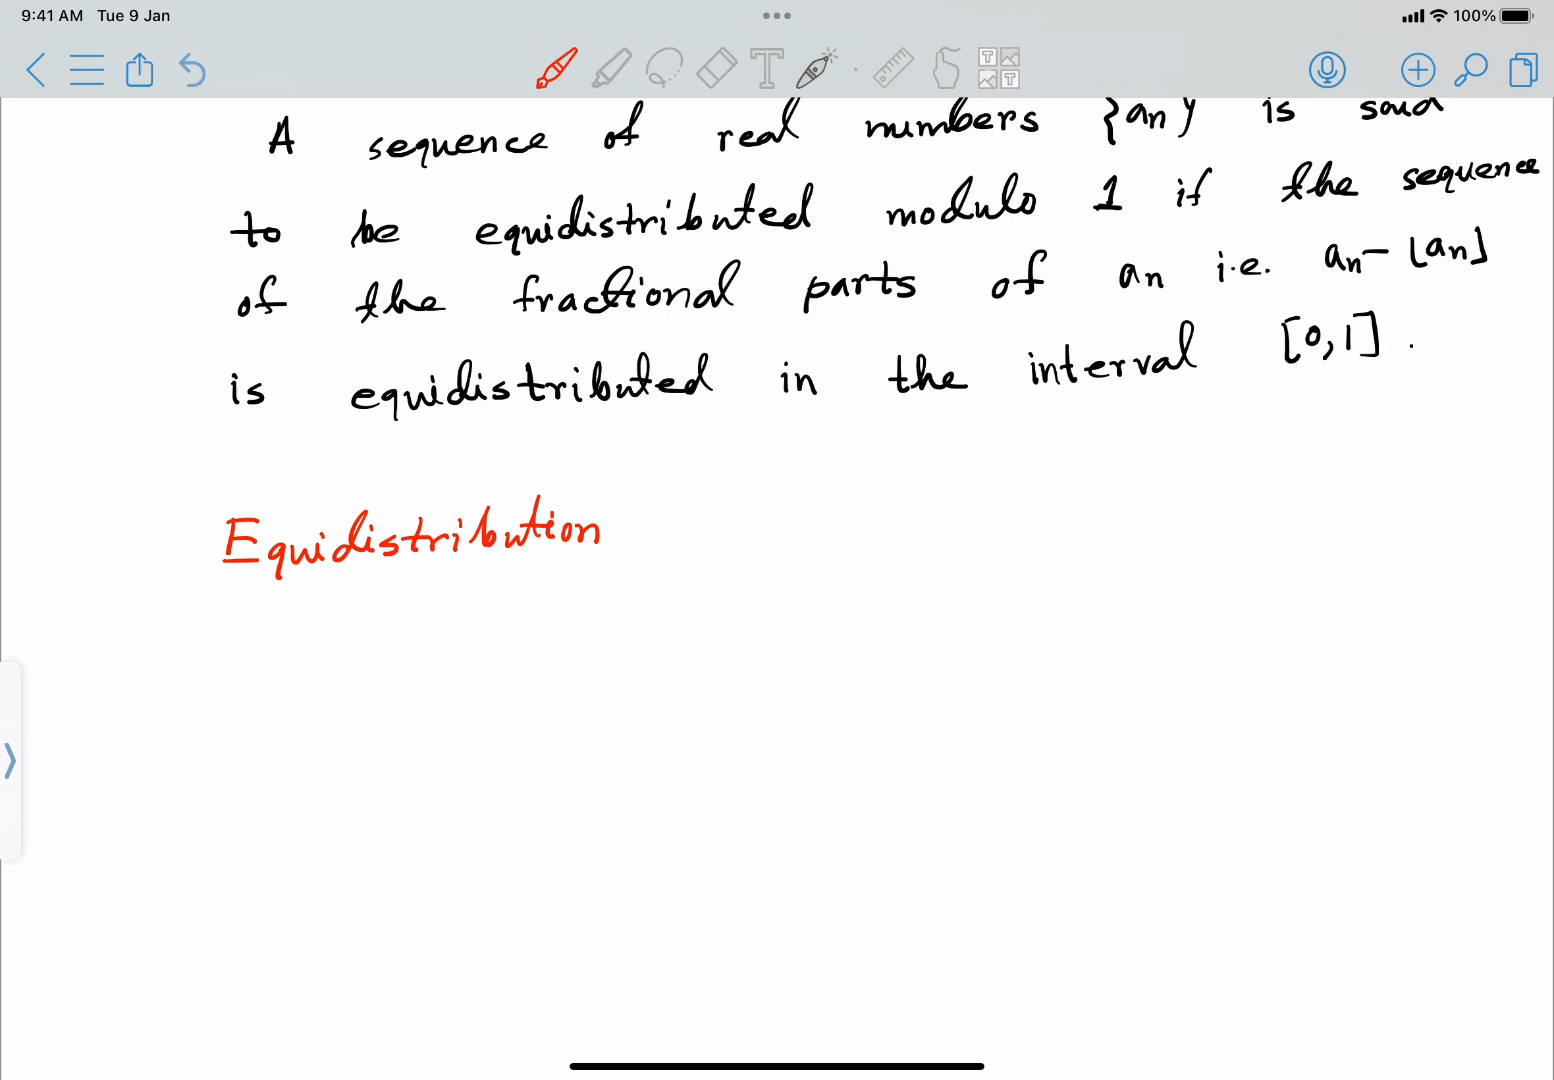 9:41 AM Tue 9 Jan 100%
A sequence of real numbers {an} is said
to be equidistributed modulo 1 if the sequence
of the fractional parts of an i.e. an - ⌊an⌋
is equidistributed in the interval [0,1].
Equidistribution